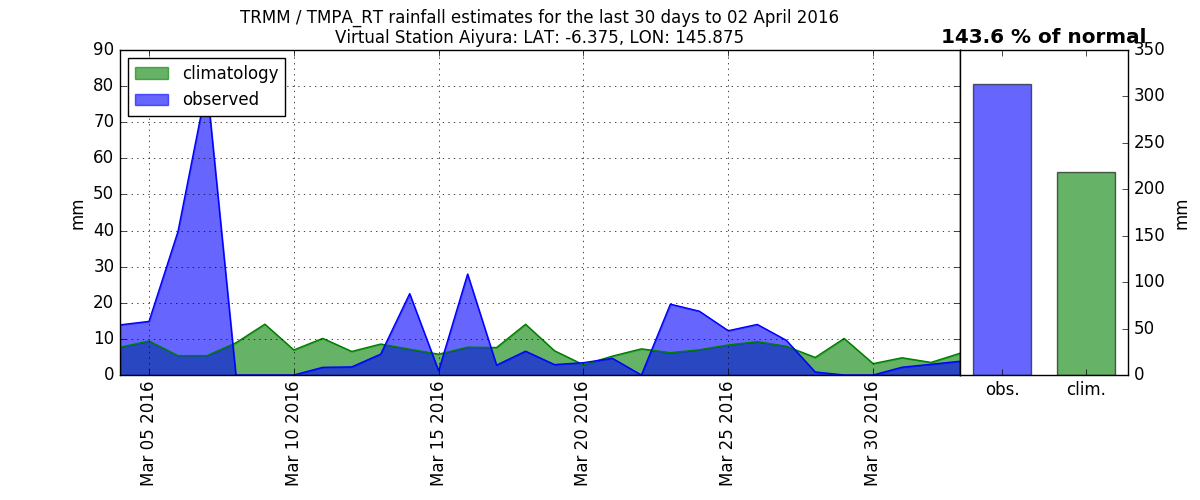 TRMM / TMPA_RT rainfall estimates for the last 30 days to 02 April 2016
Virtual Station Aiyura: LAT: -6.375, LON: 145.875
143.6 % of normal
climatology
observed
mm
90
80
70
60
50
40
30
20
10
0
Mar 05 2016
Mar 10 2016
Mar 15 2016
Mar 20 2016
Mar 25 2016
Mar 30 2016
350
300
250
200
150
100
50
0
mm
obs.
clim.